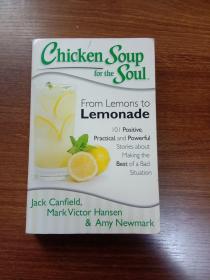 Chicken Soup
for the Soul
From Lemons to
Lemonade
101 Positive,
Practical and Powerful
Stories about
Making the
Best of a Bad
Situation
Jack Canfield,
Mark Victor Hansen
& Amy Newmark